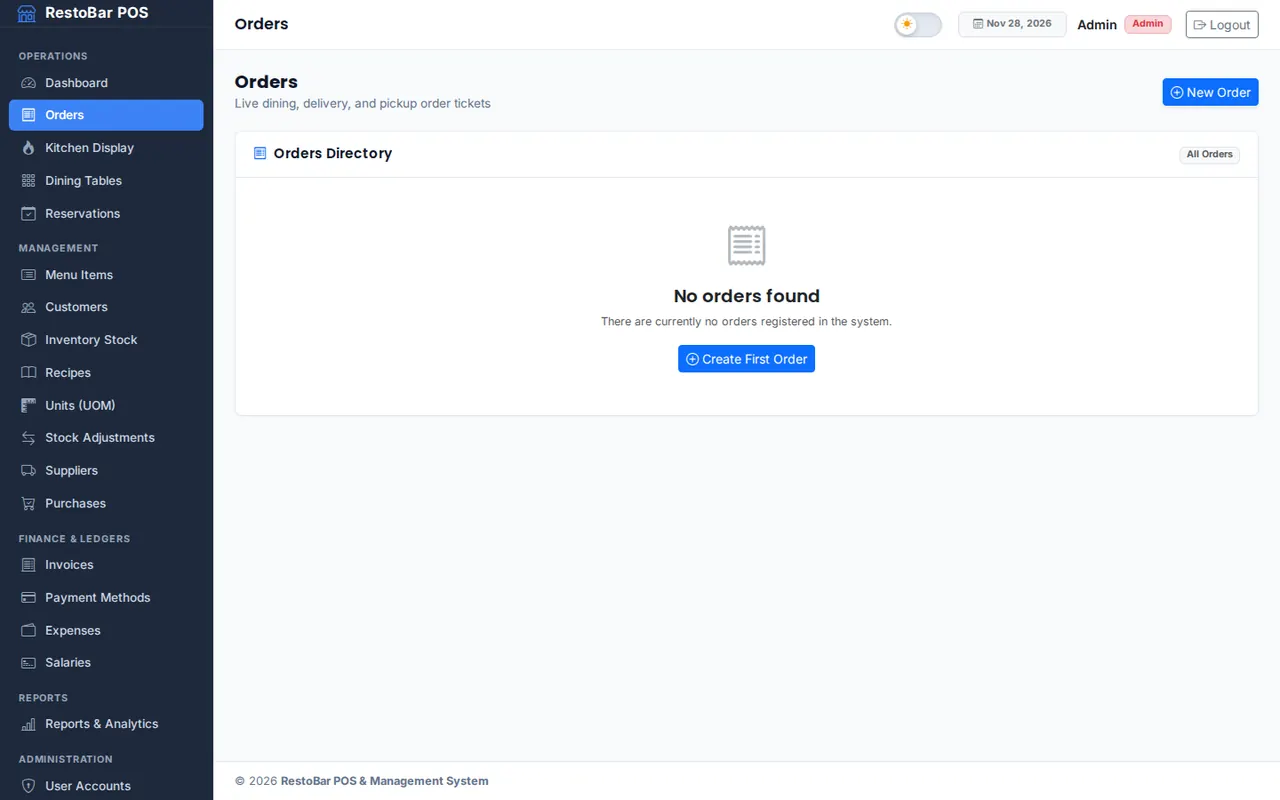 RestoBar POS
OPERATIONS
Dashboard
Orders
Kitchen Display
Dining Tables
Reservations
MANAGEMENT
Menu Items
Customers
Inventory Stock
Recipes
Units (UOM)
Stock Adjustments
Suppliers
Purchases
FINANCE & LEDGERS
Invoices
Payment Methods
Expenses
Salaries
REPORTS
Reports & Analytics
ADMINISTRATION
User Accounts
Orders
Nov 28, 2026
Admin
Admin
Logout
Orders
Live dining, delivery, and pickup order tickets
New Order
Orders Directory
All Orders
No orders found
There are currently no orders registered in the system.
Create First Order
© 2026 RestoBar POS & Management System